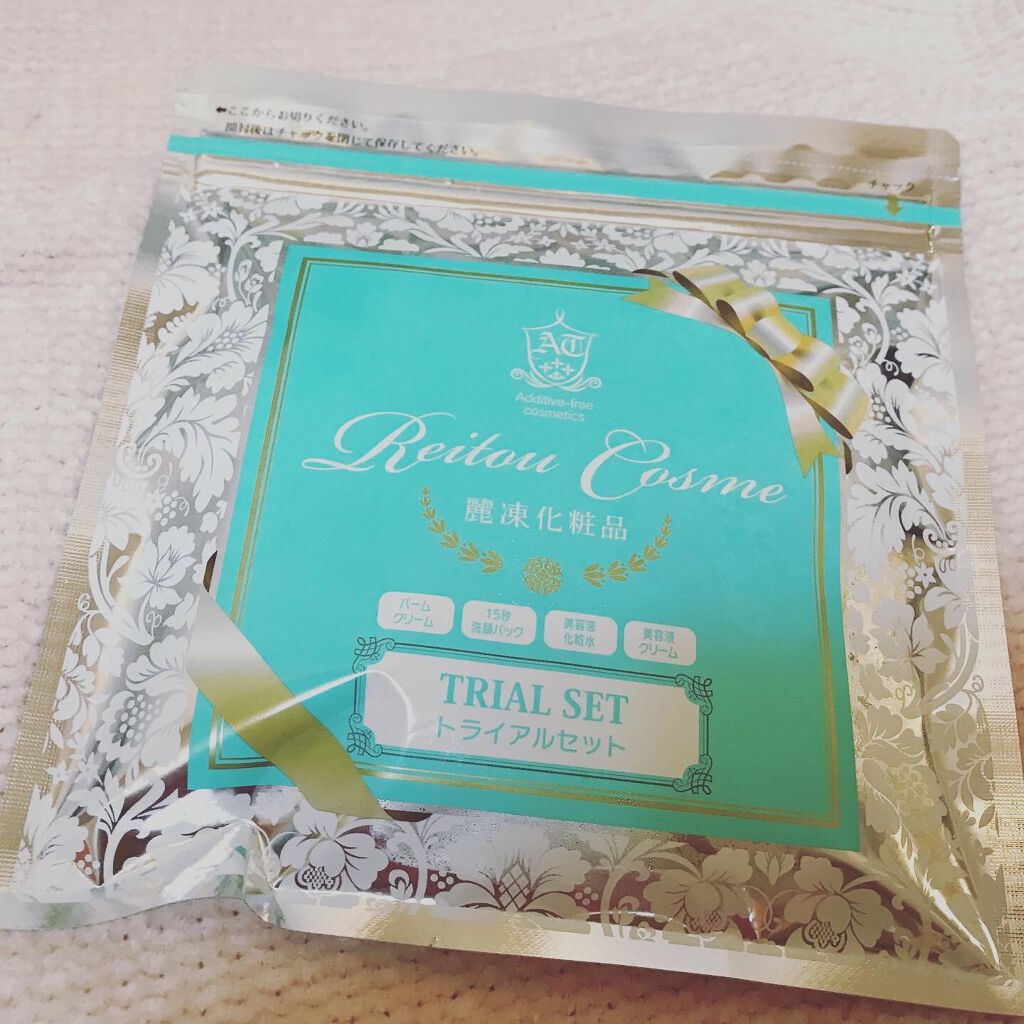 ←ここからお切りください。
開封後はチャックを閉じて保存してください。
チャック
AT
Additive-free
cosmetics
Reitou Cosme
麗凍化粧品
バーム
クリーム
15秒
洗顔パック
美容液
化粧水
美容液
クリーム
TRIAL SET
トライアルセット